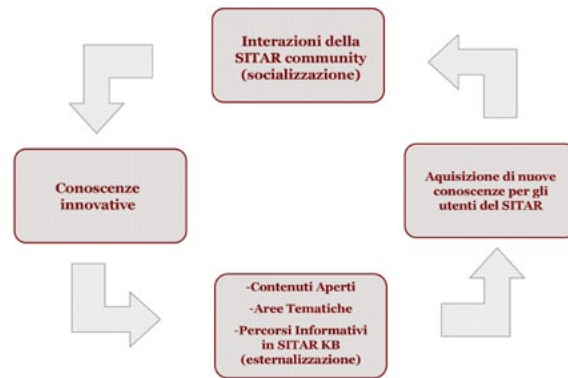 Interazioni della
SITAR community
(socializzazione)
Conoscenze
innovative
Aquisizione di nuove
conoscenze per gli
utenti del SITAR
-Contenuti Aperti
-Aree Tematiche
-Percorsi Informativi
in SITAR KB
(esternalizzazione)